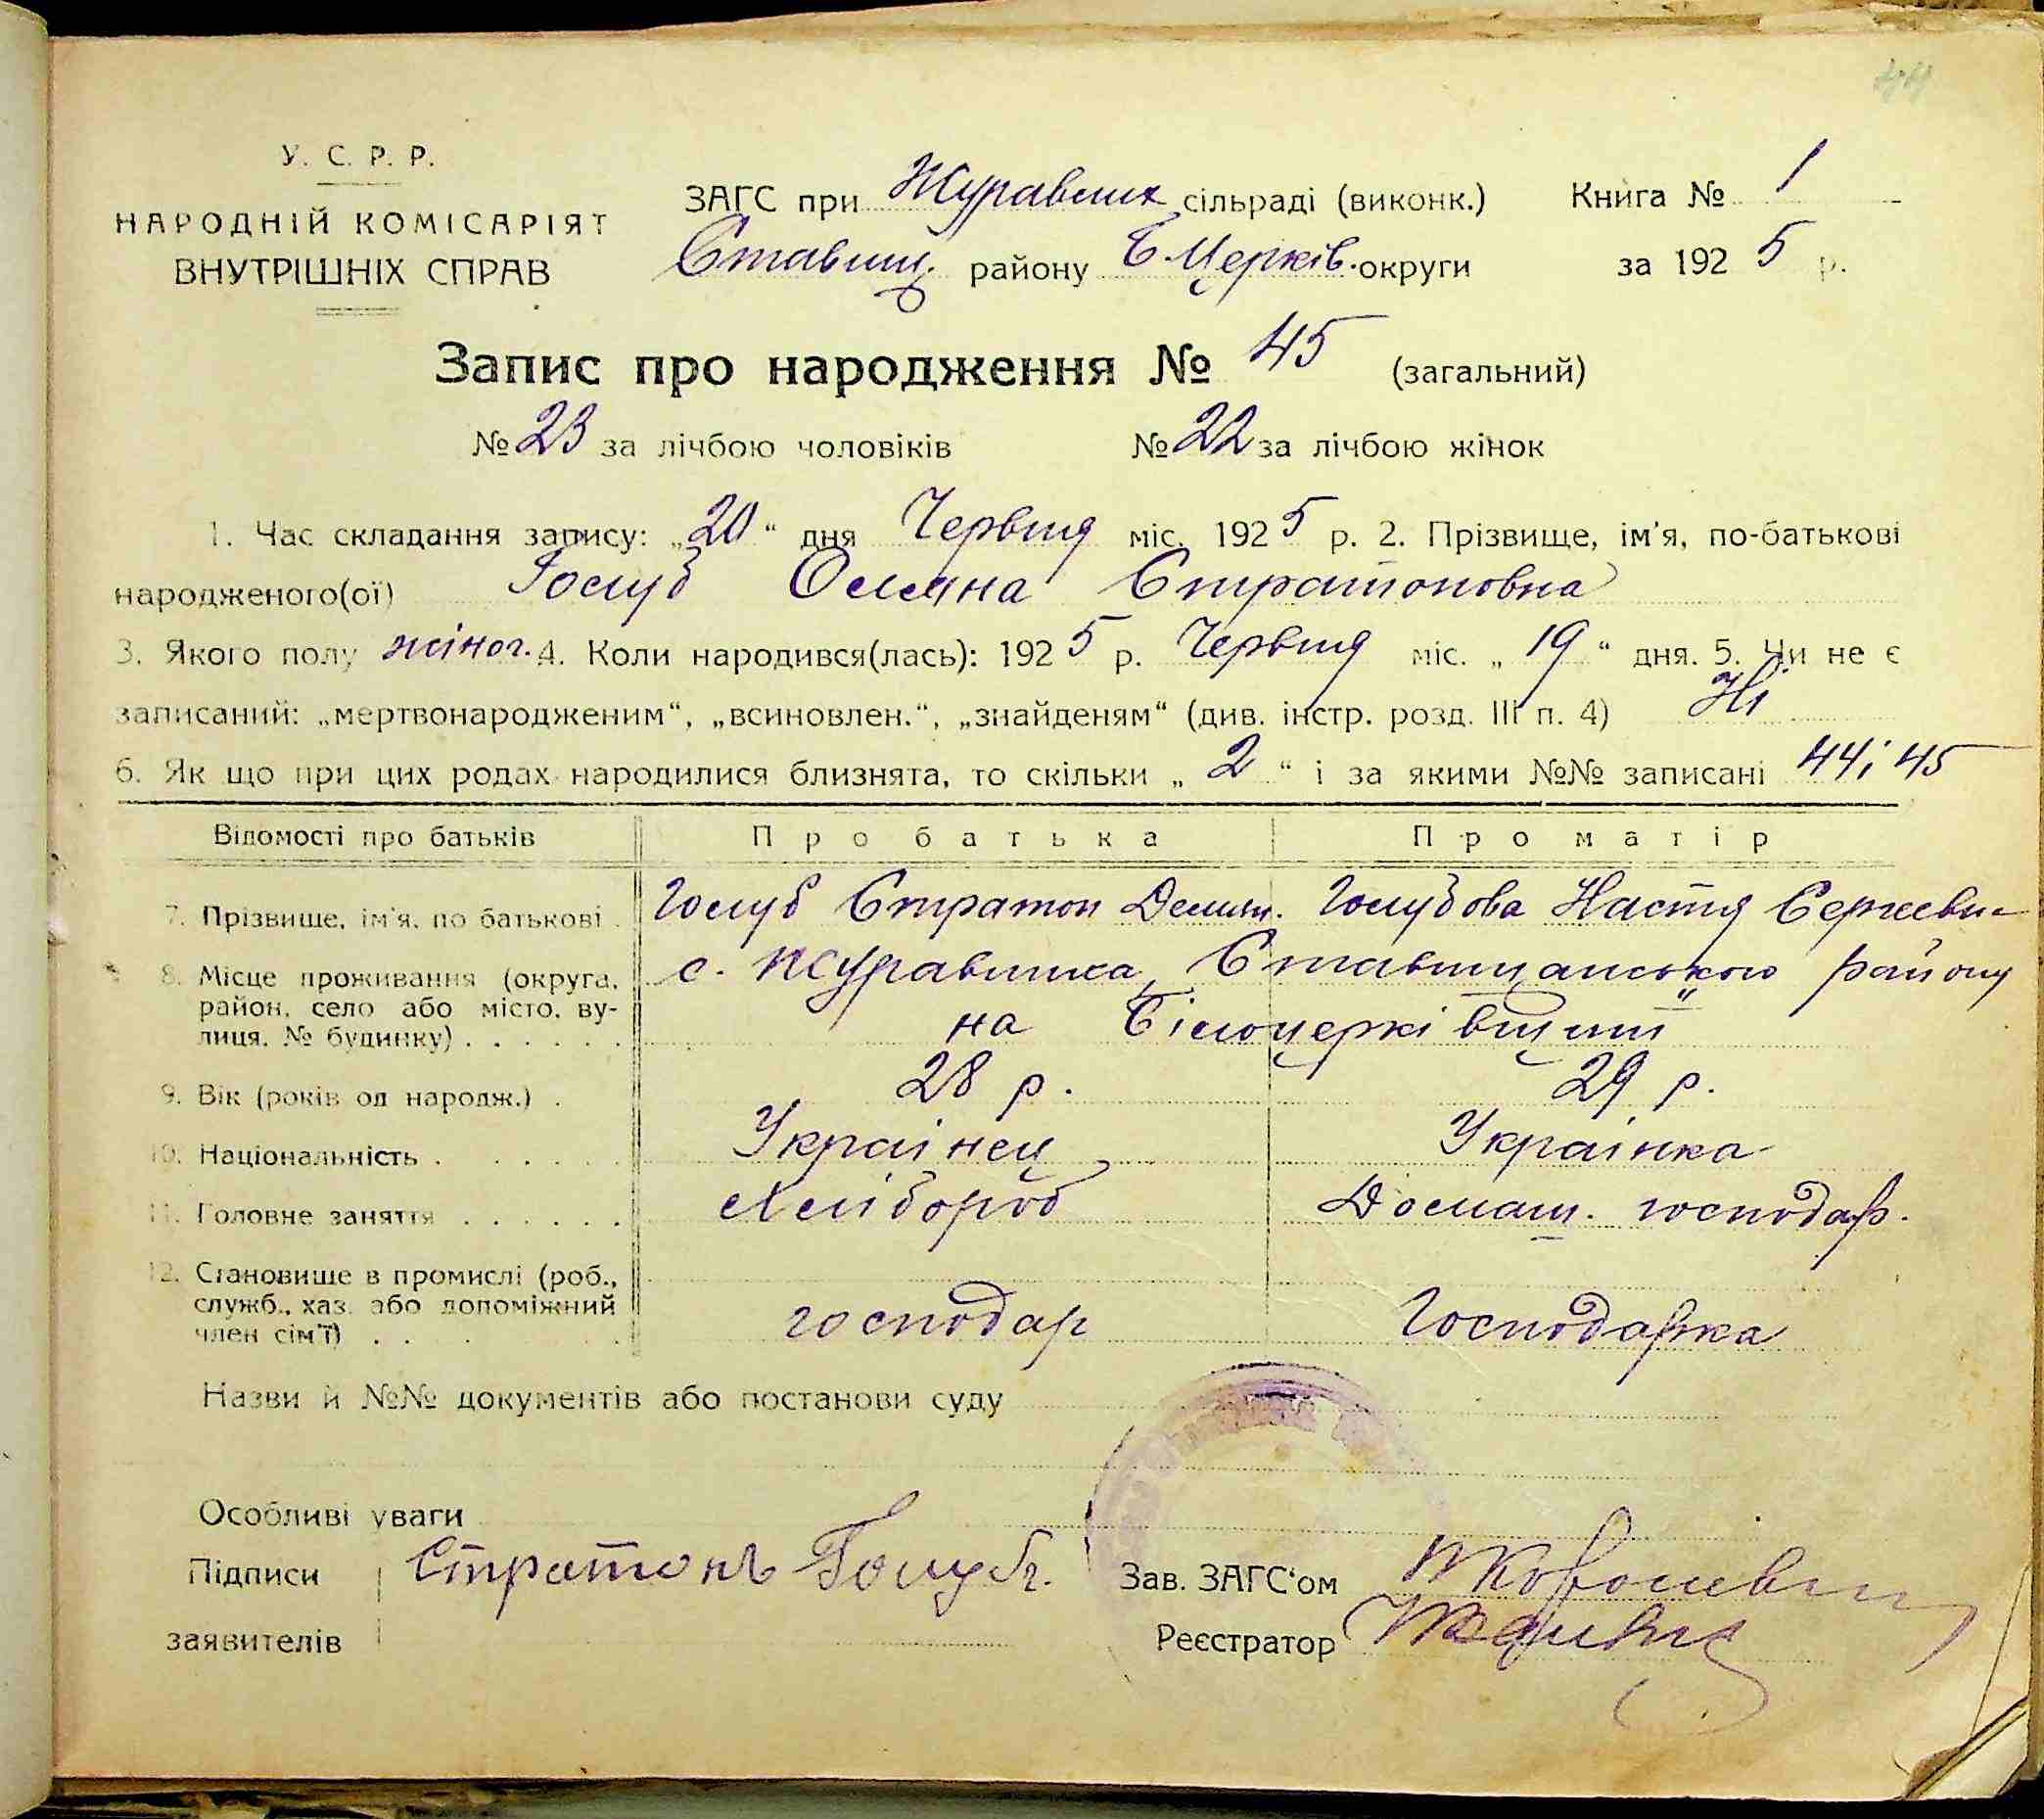 У. С. Р. Р.
НАРОДНІЙ КОМІСАРІЯТ
ВНУТРІШНІХ СПРАВ
ЗАГС при Журавсих сільраді (виконк.) Книга № 1
Ставищ. району Б Церків. округи за 1925 р.
Запис про народження № 45 (загальний)
№ 23 за лічбою чоловіків № 22 за лічбою жінок
1. Час складання запису: „20“ дня Червня міс. 1925 р. 2. Прізвище, ім'я, по-батькові
народженого(ої) Голуб Стратоновна
3. Якого полу жіноч. 4. Коли народився(лась): 1925 р. Червня міс. „19“ дня. 5. Чи не є
записаний: „мертвонародженим“, „всиновлен.“, „знайденям“ (див. інстр. розд. III п. 4) Ні
6. Як що при цих родах народилися близнята, то скільки „2“ і за якими №№ записані 44 і 45
Відомості про батьків Про батька Про матір
7. Прізвище, ім'я, по батькові Голуб Стратон Демян. Голубова Настя Сергеевн
8. Місце проживання (округа, район, село або місто, ву-лиця, № будинку) с. Журавлиха, Ставищанського району
на Білоцерківщині
9. Вік (років од народж.) 28 р. 29 р.
10. Національність Українец Українка
11. Головне заняття Хлібороб Домаш. господар.
12. Становище в промислі (роб., служб., хаз. або допоміжний член сім'ї) господар Господарка
Назви й №№ документів або постанови суду
Особливі уваги
Підписи Стратонъ Голуб. Зав. ЗАГС'ом
заявителів Реєстратор